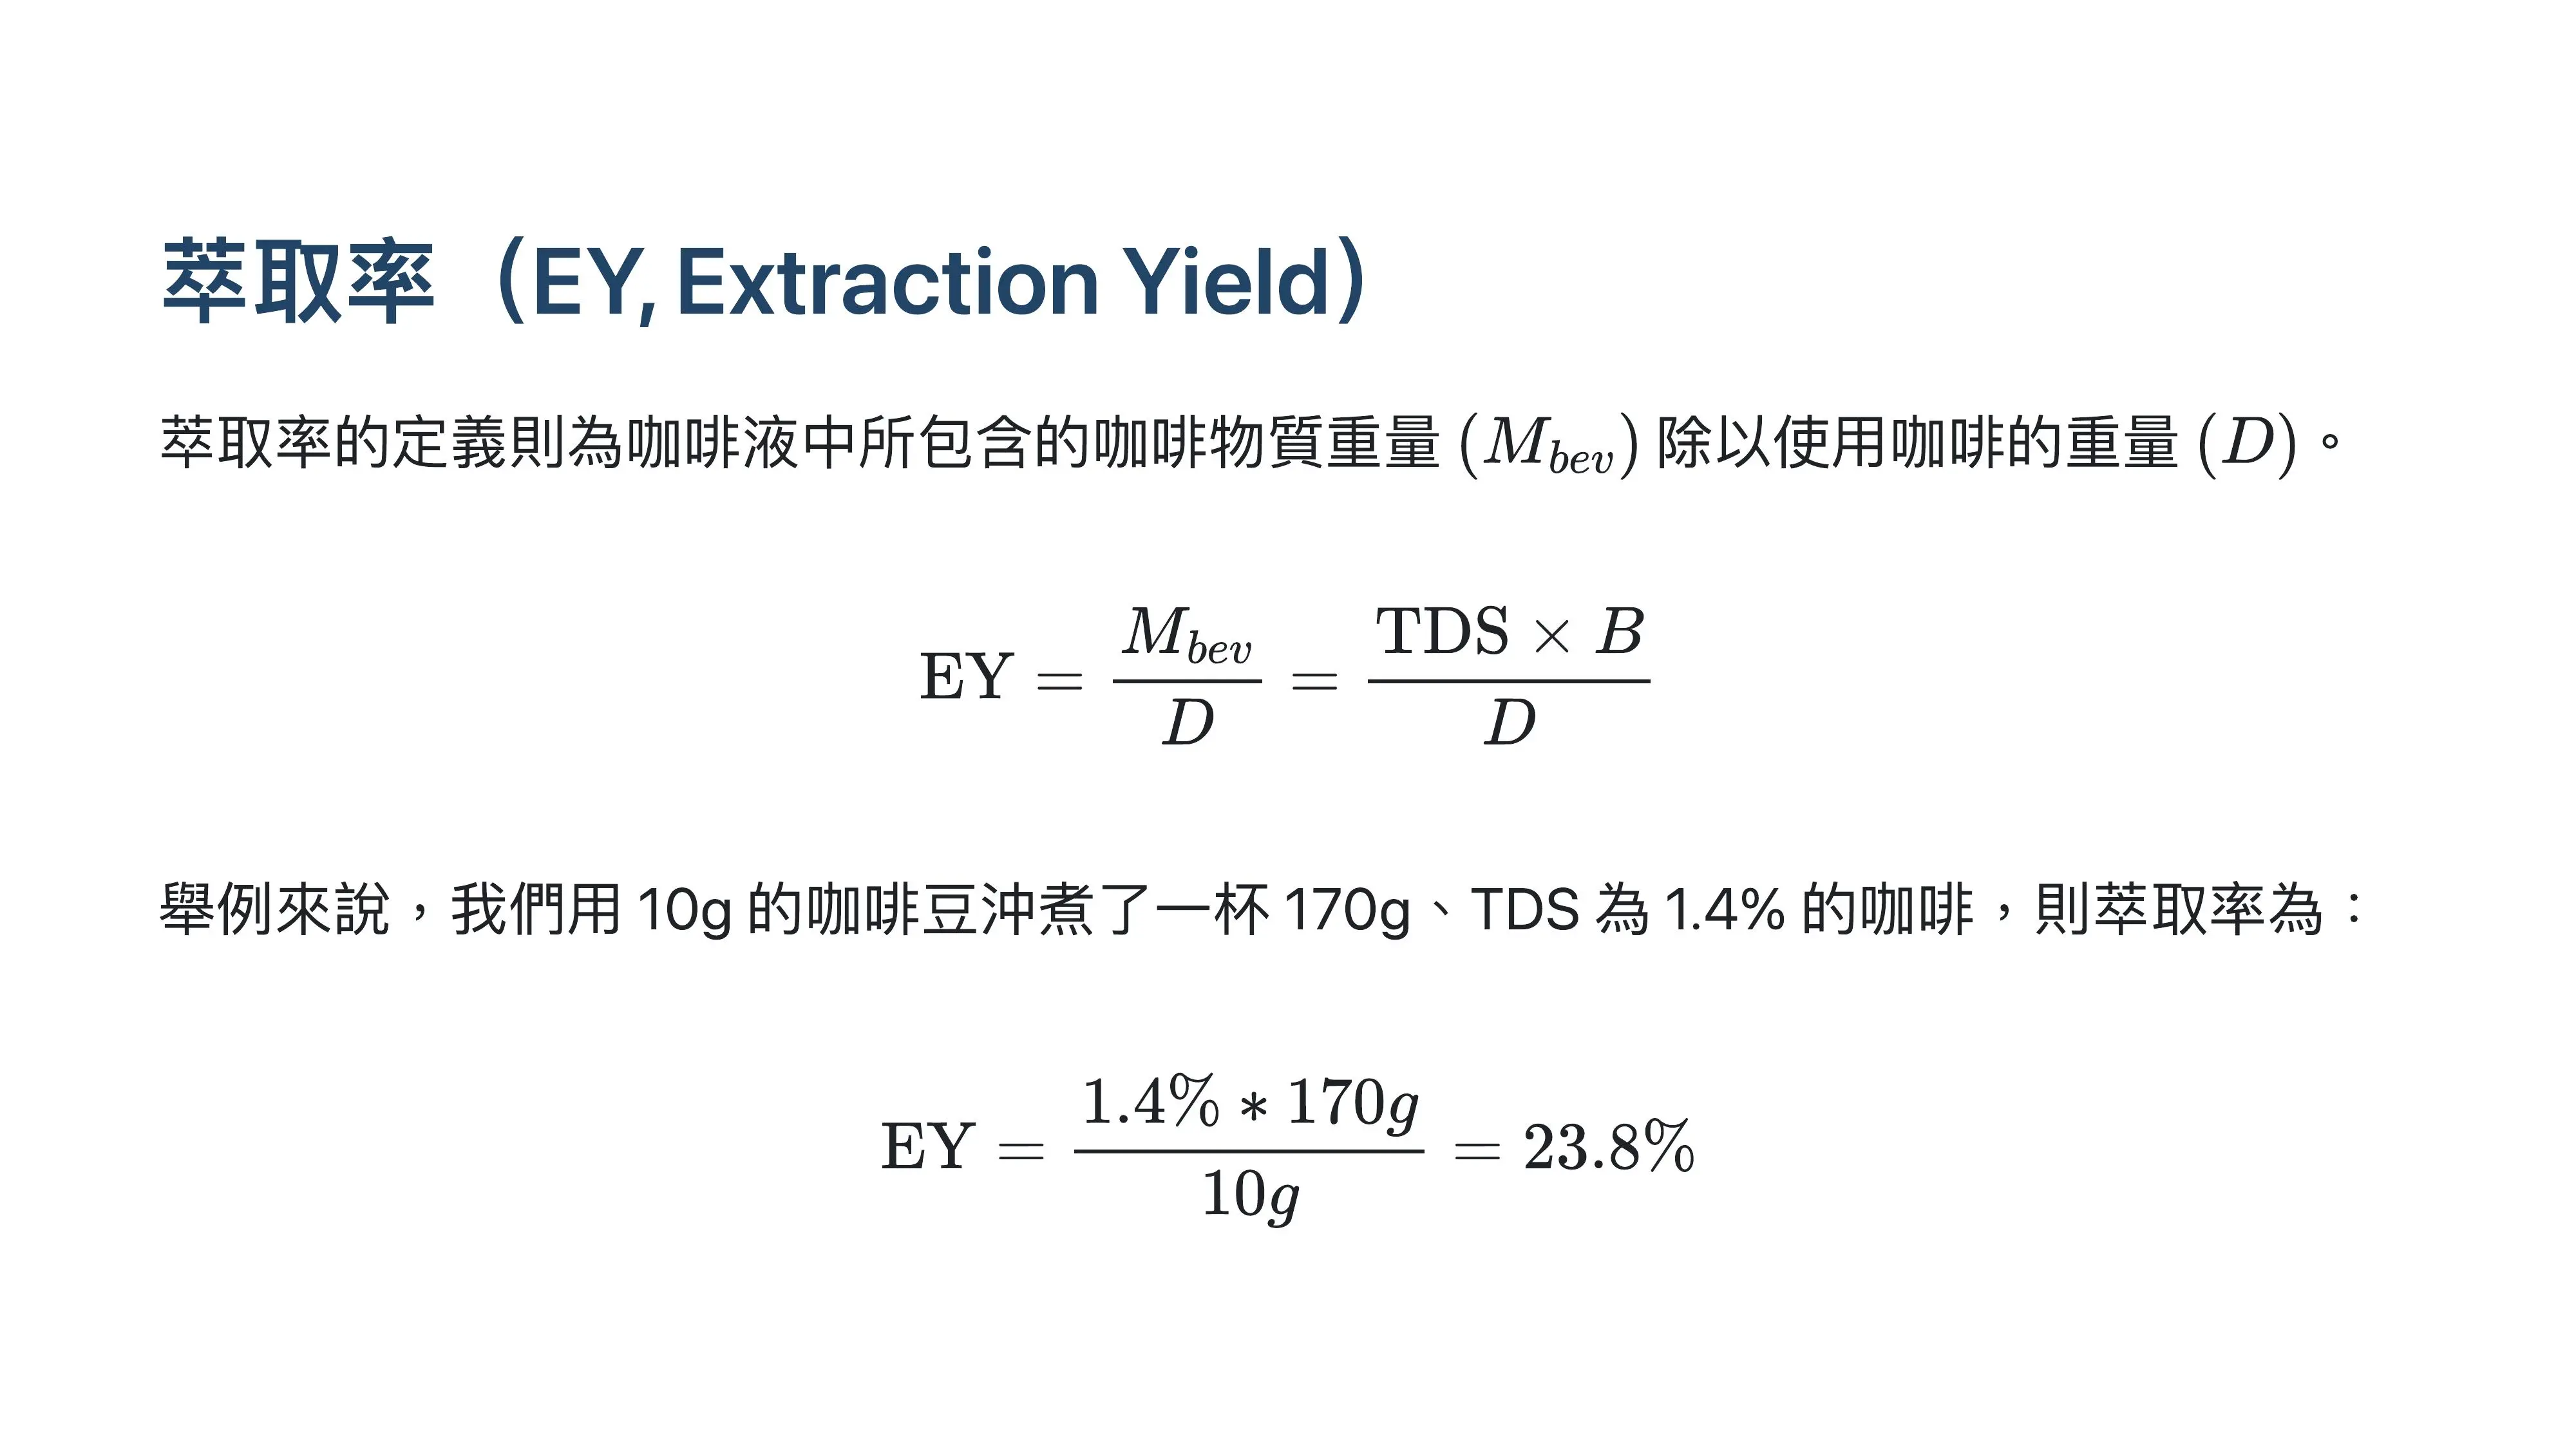 萃取率（EY, Extraction Yield）
萃取率的定義則為咖啡液中所包含的咖啡物質重量 (M_{bev}) 除以使用咖啡的重量 (D)。
EY = \frac{M_{bev}}{D} = \frac{TDS × B}{D}
舉例來說，我們用 10g 的咖啡豆沖煮了一杯 170g、TDS 為 1.4% 的咖啡，則萃取率為：
EY = \frac{1.4% * 170g}{10g} = 23.8%